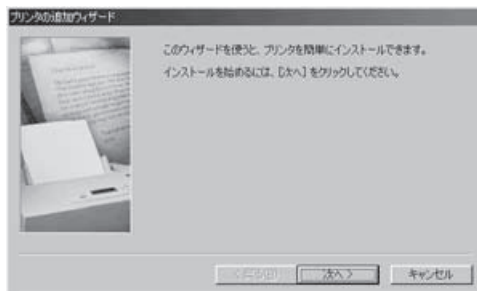 プリンタの追加ウィザード
このウィザードを使うと、プリンタを簡単にインストールできます。
インストールを始めるには、[次へ] をクリックしてください。
次へ >
キャンセル